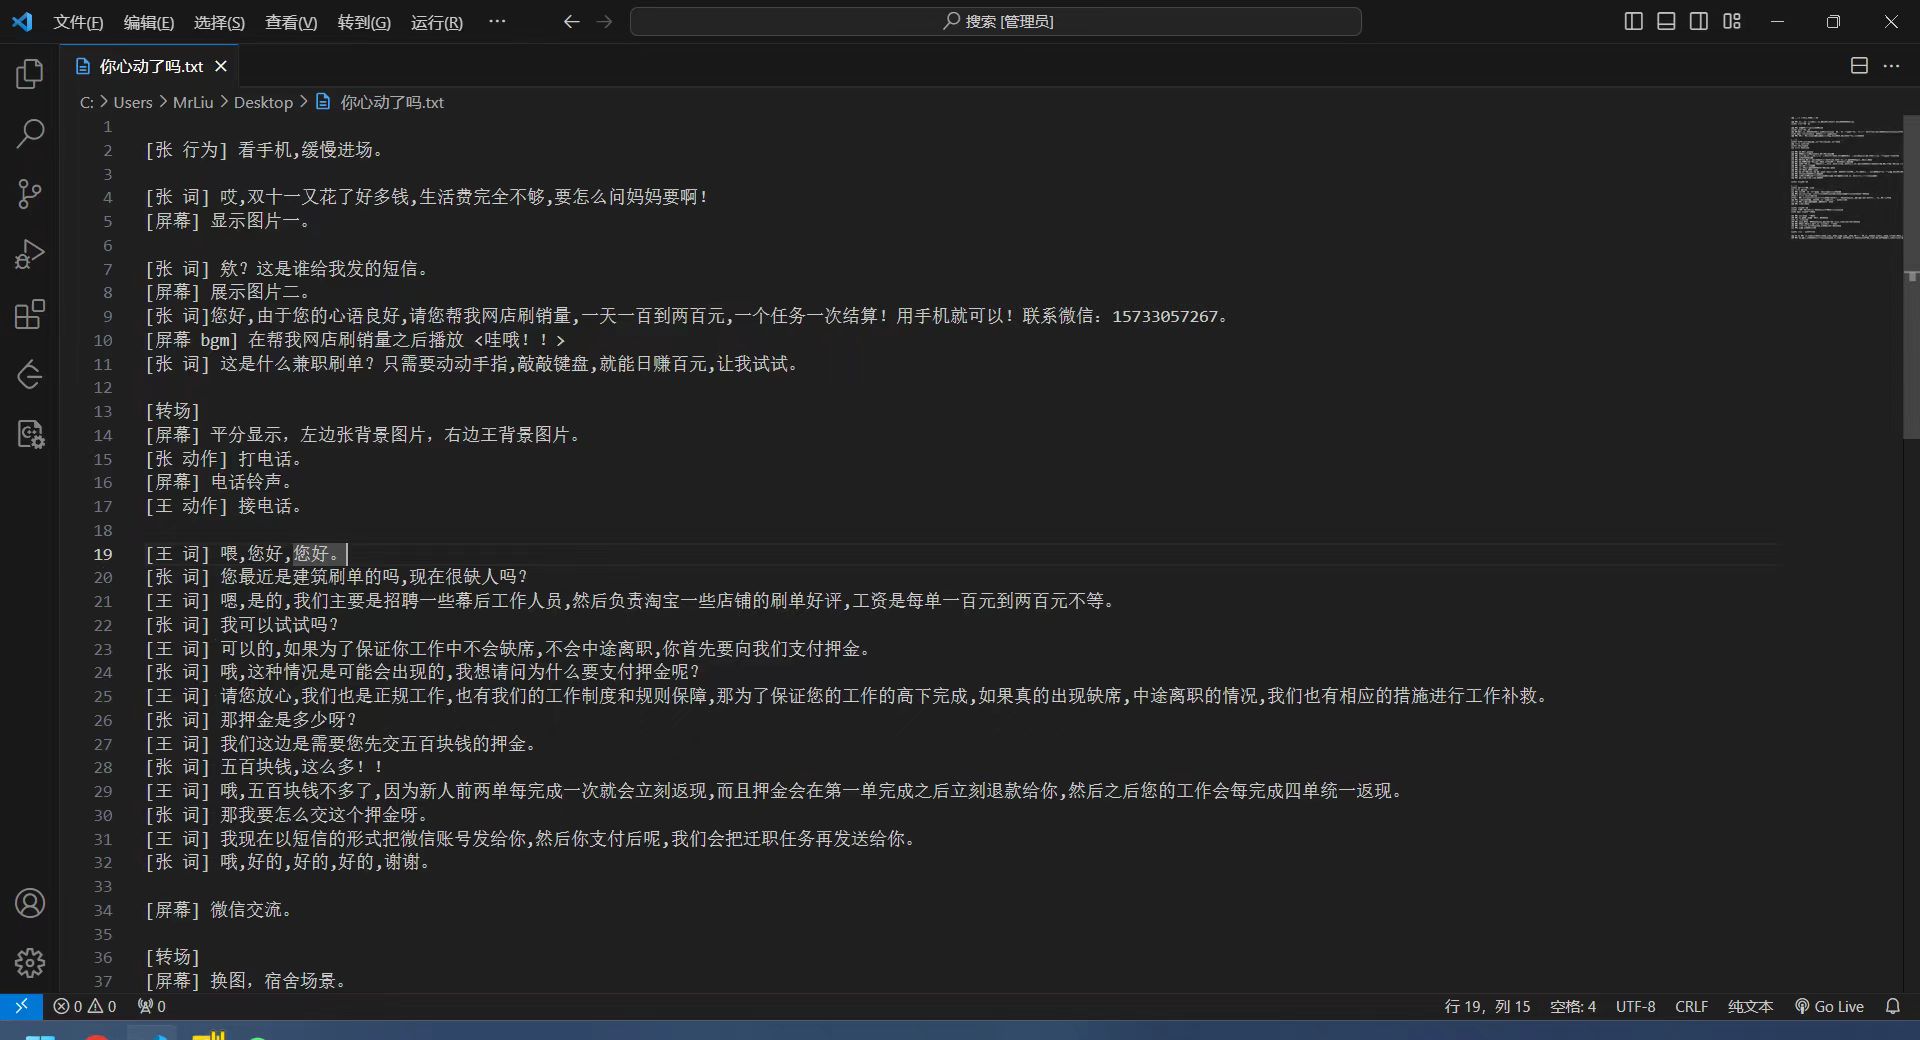 文件(F) 编辑(E) 选择(S) 查看(V) 转到(G) 运行(R) ··· 搜索 [管理员]
你心动了吗.txt
C: > Users > MrLiu > Desktop > 你心动了吗.txt
1
2 [张 行为] 看手机,缓慢进场。
3
4 [张 词] 哎,双十一又花了好多钱,生活费完全不够,要怎么问妈妈要啊！
5 [屏幕] 显示图片一。
6
7 [张 词] 欸？这是谁给我发的短信。
8 [屏幕] 展示图片二。
9 [张 词]您好,由于您的心语良好,请您帮我网店刷销量,一天一百到两百元,一个任务一次结算！用手机就可以！联系微信：15733057267。
10 [屏幕 bgm] 在帮我网店刷销量之后播放 <哇哦！！>
11 [张 词] 这是什么兼职刷单？只需要动动手指,敲敲键盘,就能日赚百元,让我试试。
12
13 [转场]
14 [屏幕] 平分显示，左边张背景图片，右边王背景图片。
15 [张 动作] 打电话。
16 [屏幕] 电话铃声。
17 [王 动作] 接电话。
18
19 [王 词] 喂,您好,您好。
20 [张 词] 您最近是建筑刷单的吗,现在很缺人吗？
21 [王 词] 嗯,是的,我们主要是招聘一些幕后工作人员,然后负责淘宝一些店铺的刷单好评,工资是每单一百元到两百元不等。
22 [张 词] 我可以试试吗？
23 [王 词] 可以的,如果为了保证你工作中不会缺席,不会中途离职,你首先要向我们支付押金。
24 [张 词] 哦,这种情况是可能会出现的,我想请问为什么要支付押金呢？
25 [王 词] 请您放心,我们也是正规工作,也有我们的工作制度和规则保障,那为了保证您的工作的高下完成,如果真的出现缺席,中途离职的情况,我们也有相应的措施进行工作补救。
26 [张 词] 那押金是多少呀？
27 [王 词] 我们这边是需要您先交五百块钱的押金。
28 [张 词] 五百块钱,这么多！！
29 [王 词] 哦,五百块钱不多了,因为新人前两单每完成一次就会立刻返现,而且押金会在第一单完成之后立刻退款给你,然后之后您的工作会每完成四单统一返现。
30 [张 词] 那我要怎么交这个押金呀。
31 [王 词] 我现在以短信的形式把微信账号发给你,然后你支付后呢,我们会把迁职任务再发送给你。
32 [张 词] 哦,好的,好的,好的,谢谢。
33
34 [屏幕] 微信交流。
35
36 [转场]
37 [屏幕] 换图，宿舍场景。
0 0 0 行 19，列 15 空格: 4 UTF-8 CRLF 纯文本 Go Live